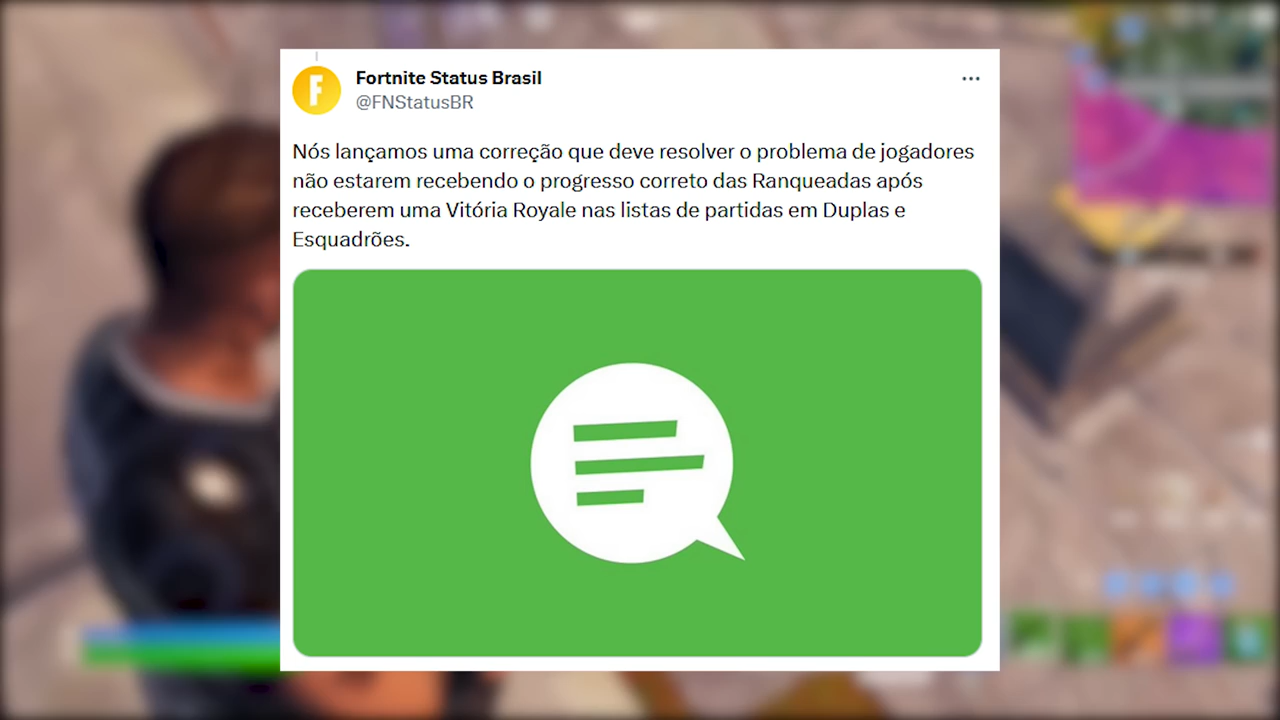 Fortnite Status Brasil
@FNStatusBR
Nós lançamos uma correção que deve resolver o problema de jogadores
não estarem recebendo o progresso correto das Ranqueadas após
receberem uma Vitória Royale nas listas de partidas em Duplas e
Esquadrões.